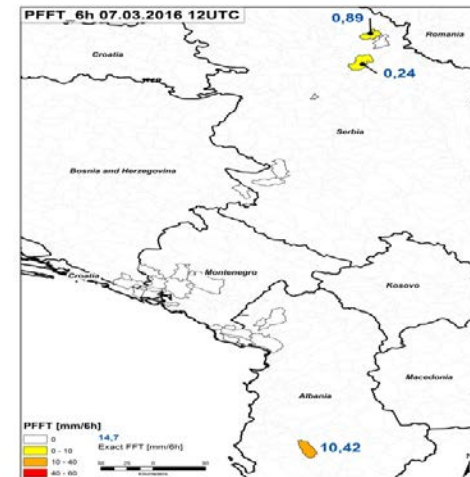 PFFT_6h 07.03.2016 12UTC
0,89
Croatia
Romania
0,24
Serbia
Bosnia and Herzegovina
Croatia
Montenegru
Kosovo
Macedonia
Albania
PFFT [mm/6h]
0
0 - 10
10 - 40
40 - 60
14,7
Exact FFT [mm/6h]
10,42